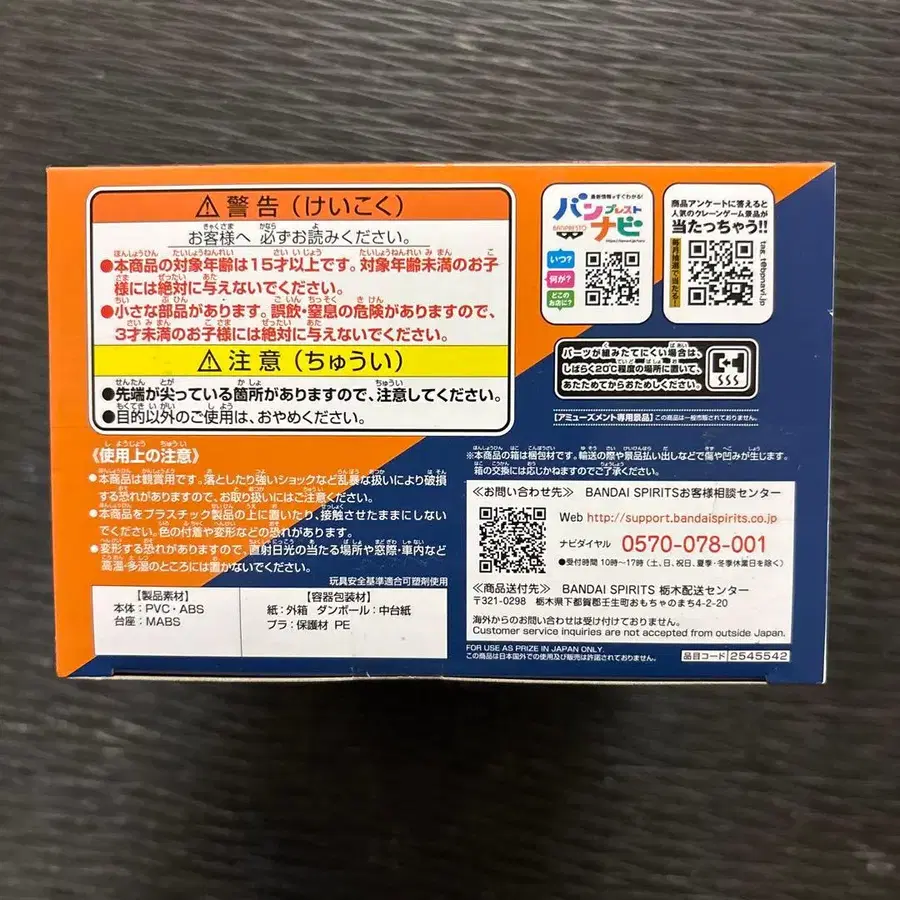 ⚠警告（けいこく）
お客様へ 必ずお読みください。
●本商品の対象年齢は15才以上です。対象年齢未満のお子
様には絶対に与えないでください。
●小さな部品があります。誤飲・窒息の危険がありますので、
3才未満のお子様には絶対に与えないでください。
⚠注意（ちゅうい）
●先端が尖っている箇所がありますので、注意してください。
●目的以外のご使用は、おやめください。
《使用上の注意》
●本商品は観賞用です。落としたり強いショックなど乱暴な扱いにより破損
する恐れがありますので、お取り扱いにはご注意ください。
●本商品をプラスチック製品の上に置いたり、接触させたままにしない
でください。色の付着や変形などの恐れがあります。
●変形する恐れがありますので、直射日光の当たる場所や窓際・車内など
高温・多湿のところには置かないでください。
玩具安全基準適合可塑剤使用
【製品素材】
本体：PVC・ABS
台座：MABS
【容器包装材】
紙：外箱 ダンボール：中台紙
プラ：保護材 PE
最新情報がすぐわかる!
バンプレストナビ
BANPRESTO
いつ?
何が?
どこのお店に?
商品アンケートに答えると
人気のクレーンゲーム景品が
当たっちゃう!!
毎月抽選で当たる!
パーツが組みたてにくい場合は、
しばらく20℃程度の場所に置いて、
あたためてからおためしください。
【アミューズメント専用景品】この商品は一般市販されておりません。
※本商品の箱は梱包材です。輸送の際や景品払い出しなどで傷や凹みが生じます。
箱の交換には応じかねますのでご了承ください。
≪お問い合わせ先≫ BANDAI SPIRITSお客様相談センター
Web http://support.bandaispirits.co.jp
ナビダイヤル 0570-078-001
●受付時間 10時～17時（土、日、祝日、夏季・冬季休業日を除く）
≪商品送付先≫ BANDAI SPIRITS 栃木配送センター
〒321-0298 栃木県下都賀郡壬生町おもちゃのまち4-2-20
海外からのお問い合わせは受け付けておりません。
Customer service inquiries are not accepted from outside Japan.
FOR USE AS PRIZE IN JAPAN ONLY.
この商品は日本国外での使用及び販売は許諾されておりません。
品目コード 2545542